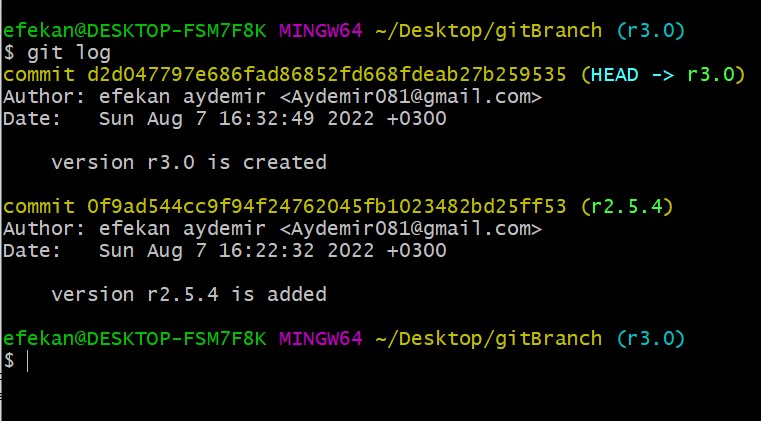 efekan@DESKTOP-FSM7F8K MINGW64 ~/Desktop/gitBranch (r3.0)
$ git log
commit d2d047797e686fad86852fd668fdeab27b259535 (HEAD -> r3.0)
Author: efekan aydemir <Aydemir081@gmail.com>
Date:   Sun Aug 7 16:32:49 2022 +0300
    version r3.0 is created
commit 0f9ad544cc9f94f24762045fb1023482bd25ff53 (r2.5.4)
Author: efekan aydemir <Aydemir081@gmail.com>
Date:   Sun Aug 7 16:22:32 2022 +0300
    version r2.5.4 is added
efekan@DESKTOP-FSM7F8K MINGW64 ~/Desktop/gitBranch (r3.0)
$